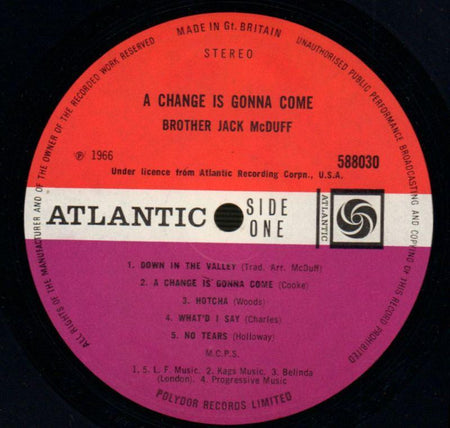 MADE IN Gt. BRITAIN
STEREO
ALL RIGHTS OF THE MANUFACTURER AND OF THE OWNER OF THE RECORDED WORK RESERVED
UNAUTHORISED PUBLIC PERFORMANCE BROADCASTING AND COPYING OF THIS RECORD PROHIBITED
A CHANGE IS GONNA COME
BROTHER JACK McDUFF
℗ 1966
588030
Under licence from Atlantic Recording Corpn., U.S.A.
ATLANTIC
SIDE
ONE
ATLANTIC
1. DOWN IN THE VALLEY (Trad. Arr. McDuff)
2. A CHANGE IS GONNA COME (Cooke)
3. HOTCHA (Woods)
4. WHAT'D I SAY (Charles)
5. NO TEARS (Holloway)
M.C.P.S.
1. 5. L. F. Music. 2. Kags Music. 3. Belinda
(London). 4. Progressive Music
POLYDOR RECORDS LIMITED